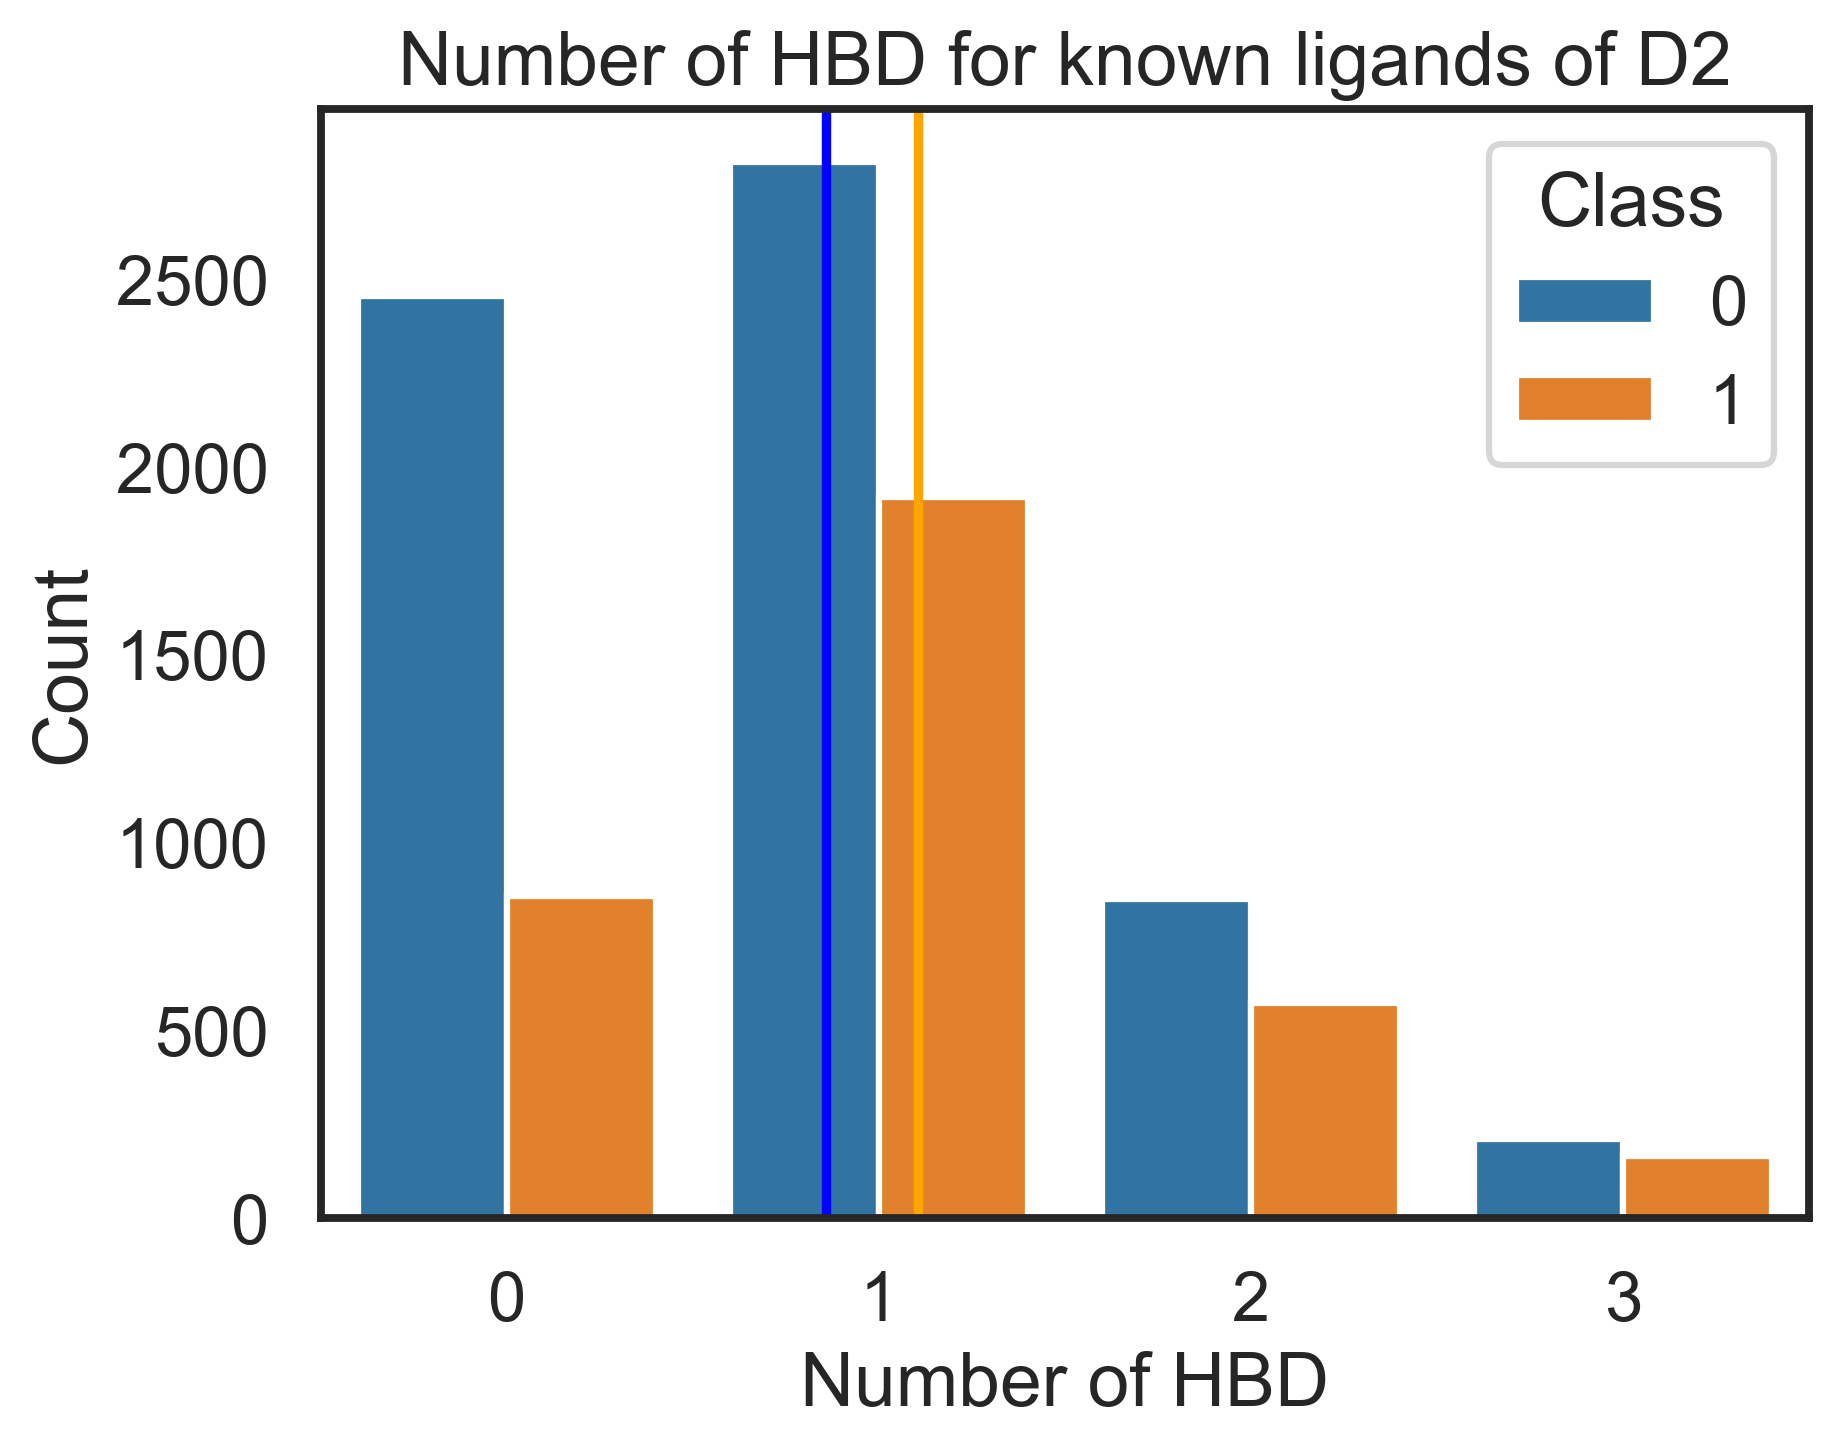 Number of HBD for known ligands of D2
Class
0
1
2500
2000
1500
1000
500
0
Count
0 1 2 3
Number of HBD